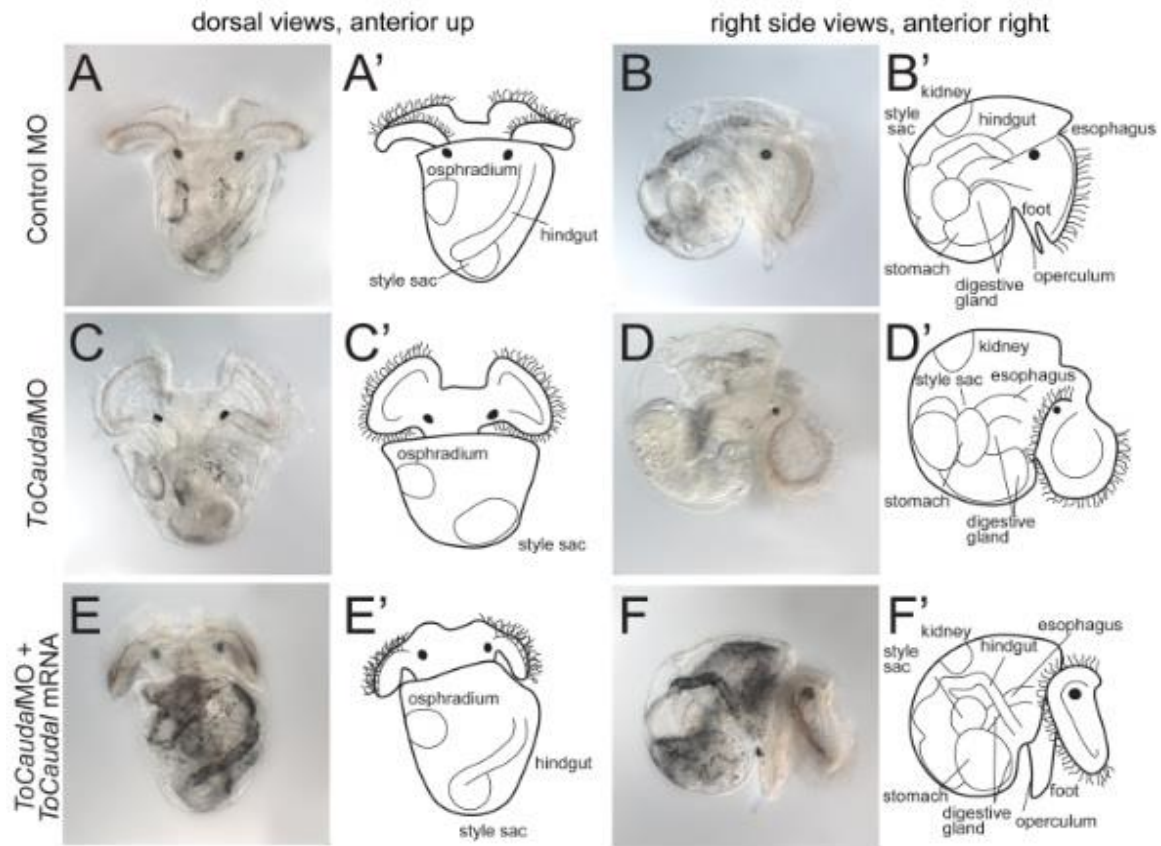 dorsal views, anterior up
right side views, anterior right
Control MO
A
A'
osphradium
hindgut
style sac
B
B'
kidney
style
sac
hindgut
esophagus
foot
stomach
digestive
gland
operculum
ToCaudalMO
C
C'
osphradium
style sac
D
D'
kidney
style sac
esophagus
stomach
digestive
gland
ToCaudalMO +
ToCaudal mRNA
E
E'
osphradium
hindgut
style sac
F
F'
kidney
esophagus
style
sac
hindgut
stomach
foot
digestive
gland
operculum